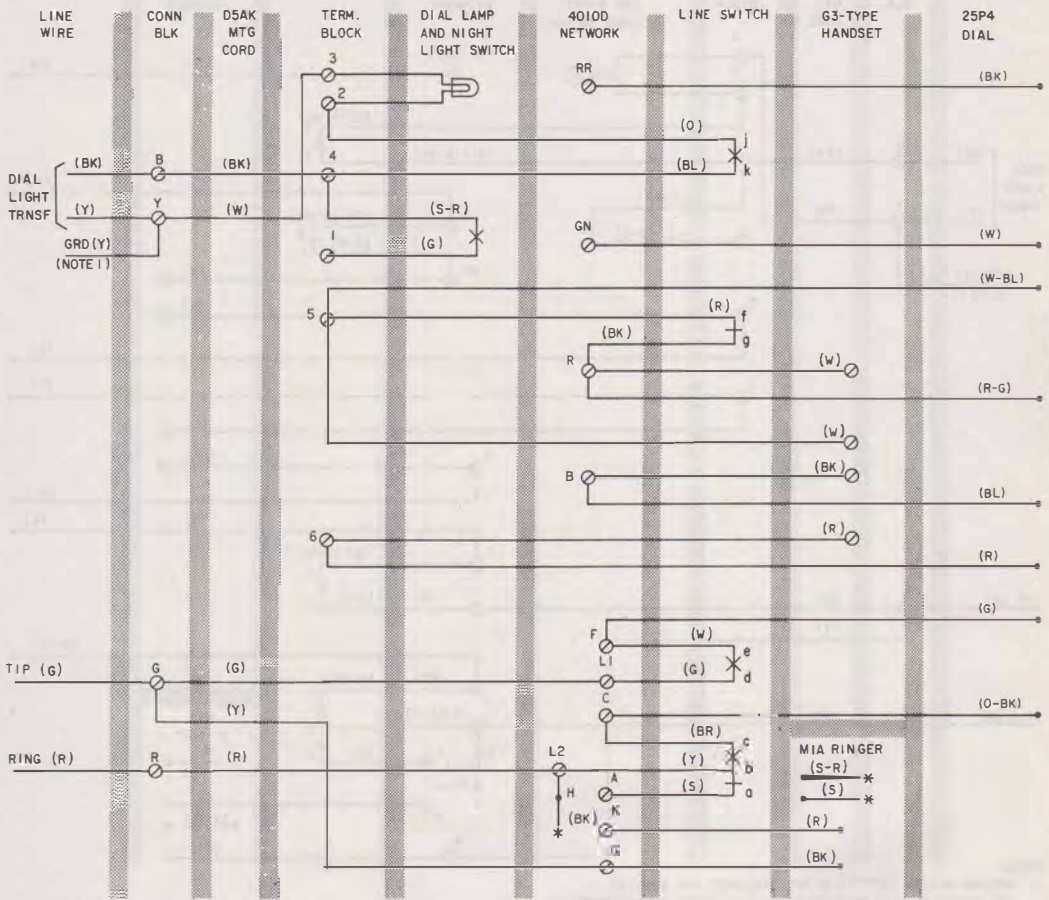 LINE WIRE
CONN BLK
D5AK MTG CORD
TERM. BLOCK
DIAL LAMP AND NIGHT LIGHT SWITCH
4010D NETWORK
LINE SWITCH
G3-TYPE HANDSET
25P4 DIAL
3
RR
(BK)
2
(O)
j
(BK)
B
(BK)
4
(BL)
k
DIAL LIGHT TRNSF
(Y)
Y
(W)
(S-R)
GRD (Y)
1
(G)
GN
(W)
(NOTE 1)
(W-BL)
5
(R)
f
(BK)
g
R
(W)
(R-G)
(W)
B
(BK)
(BL)
6
(R)
(R)
(G)
F
(W)
e
TIP (G)
G
(G)
L1
(G)
d
C
(Y)
(O-BK)
(BR)
c
M1A RINGER
RING (R)
R
(R)
L2
(Y)
b
(S-R)
*
H
A
(S)
a
(S)
*
(BK)
K
(R)
*
G
(BK)